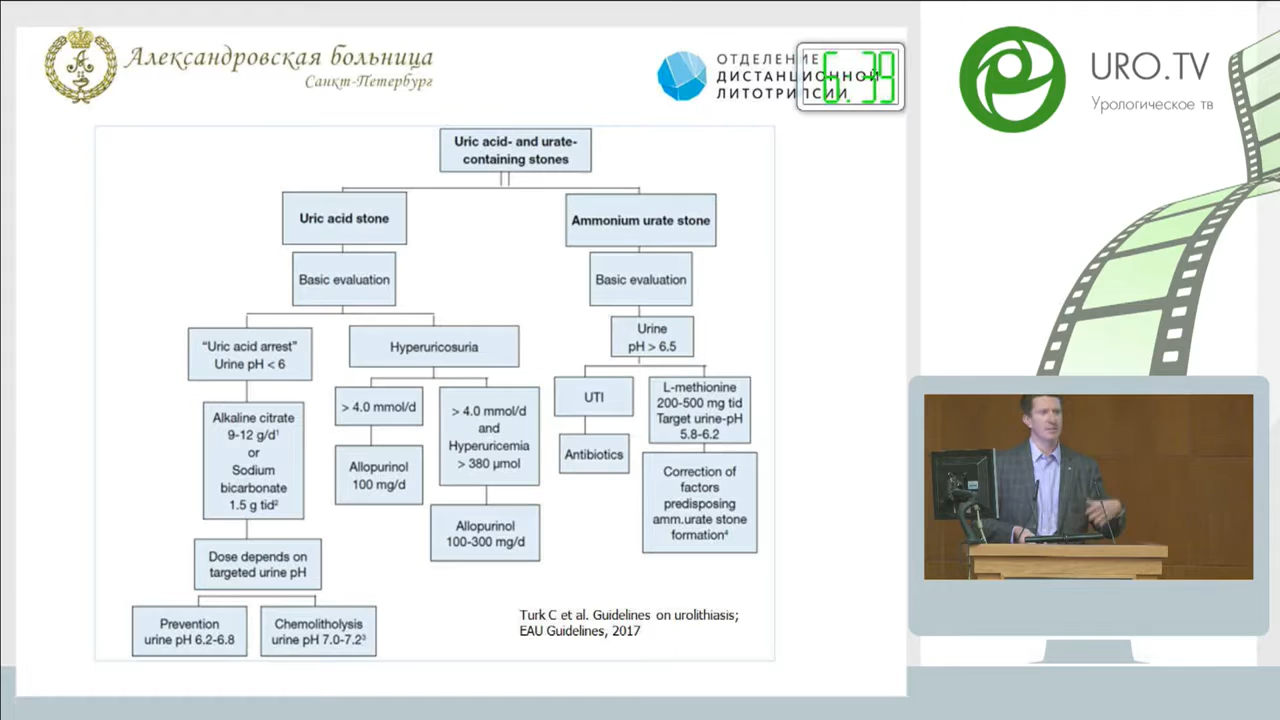 Александровская больница
Санкт-Петербург
ОТДЕЛЕНИЕ
ДИСТАНЦИОННОЙ
ЛИТОТРИПСИИ
6:39
URO.TV
Урологическое тв
Uric acid- and urate-
containing stones
Uric acid stone
Ammonium urate stone
Basic evaluation
Basic evaluation
"Uric acid arrest"
Urine pH < 6
Hyperuricosuria
Urine
pH > 6.5
Alkaline citrate
9-12 g/d¹
or
Sodium
bicarbonate
1.5 g tid²
> 4.0 mmol/d
> 4.0 mmol/d
and
Hyperuricemia
> 380 µmol
UTI
L-methionine
200-500 mg tid
Target urine-pH
5.8-6.2
Allopurinol
100 mg/d
Antibiotics
Correction of
factors
predisposing
amm.urate stone
formation⁴
Allopurinol
100-300 mg/d
Dose depends on
targeted urine pH
Prevention
urine pH 6.2-6.8
Chemolitholysis
urine pH 7.0-7.2³
Turk C et al. Guidelines on urolithiasis;
EAU Guidelines, 2017